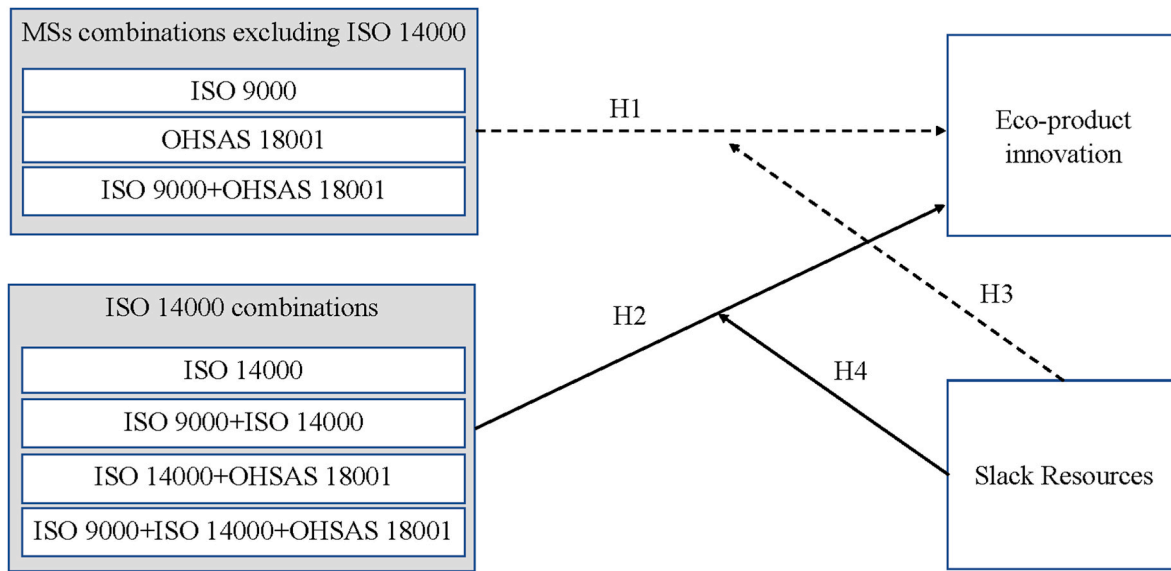 MSs combinations excluding ISO 14000
ISO 9000
OHSAS 18001
ISO 9000+OHSAS 18001
H1
Eco-product
innovation
ISO 14000 combinations
ISO 14000
ISO 9000+ISO 14000
ISO 14000+OHSAS 18001
ISO 9000+ISO 14000+OHSAS 18001
H2
H3
H4
Slack Resources